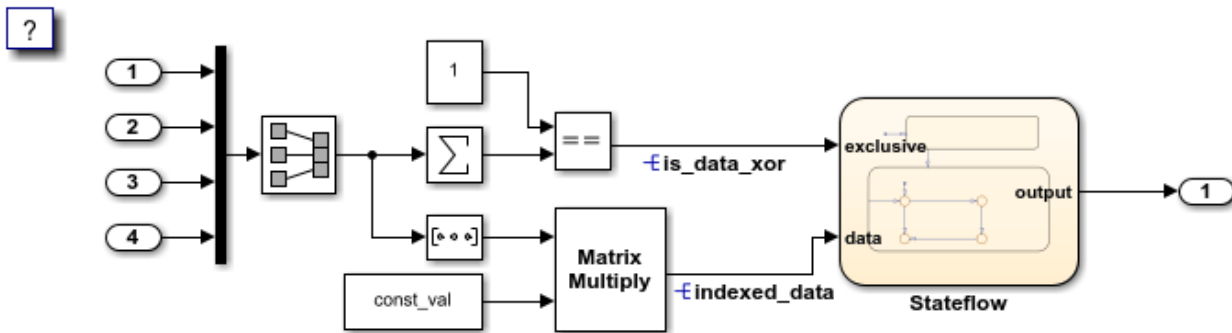 ?
1
1
2
3
4
==
exclusive
is_data_xor
output
1
data
Matrix
Multiply
const_val
indexed_data
Stateflow